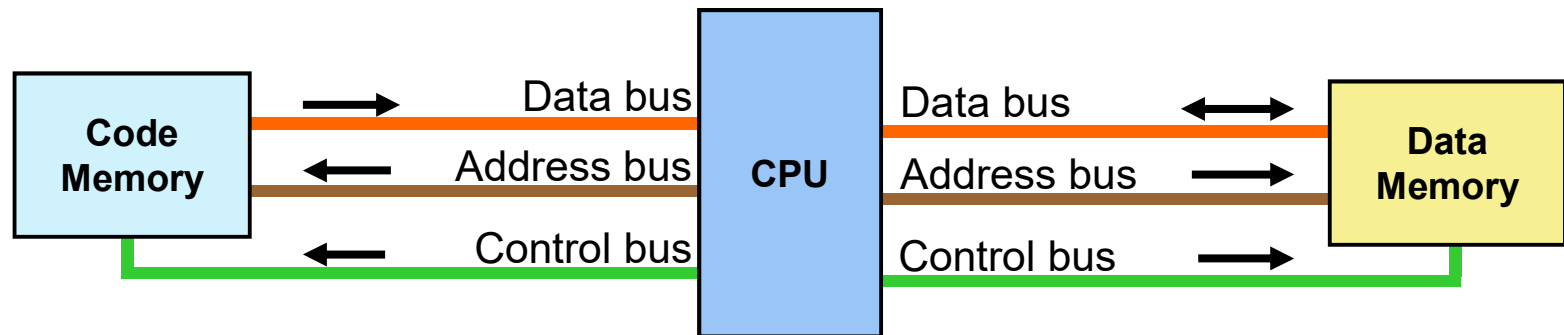 Code
Memory
Data bus
Address bus
Control bus
CPU
Data bus
Address bus
Control bus
Data
Memory